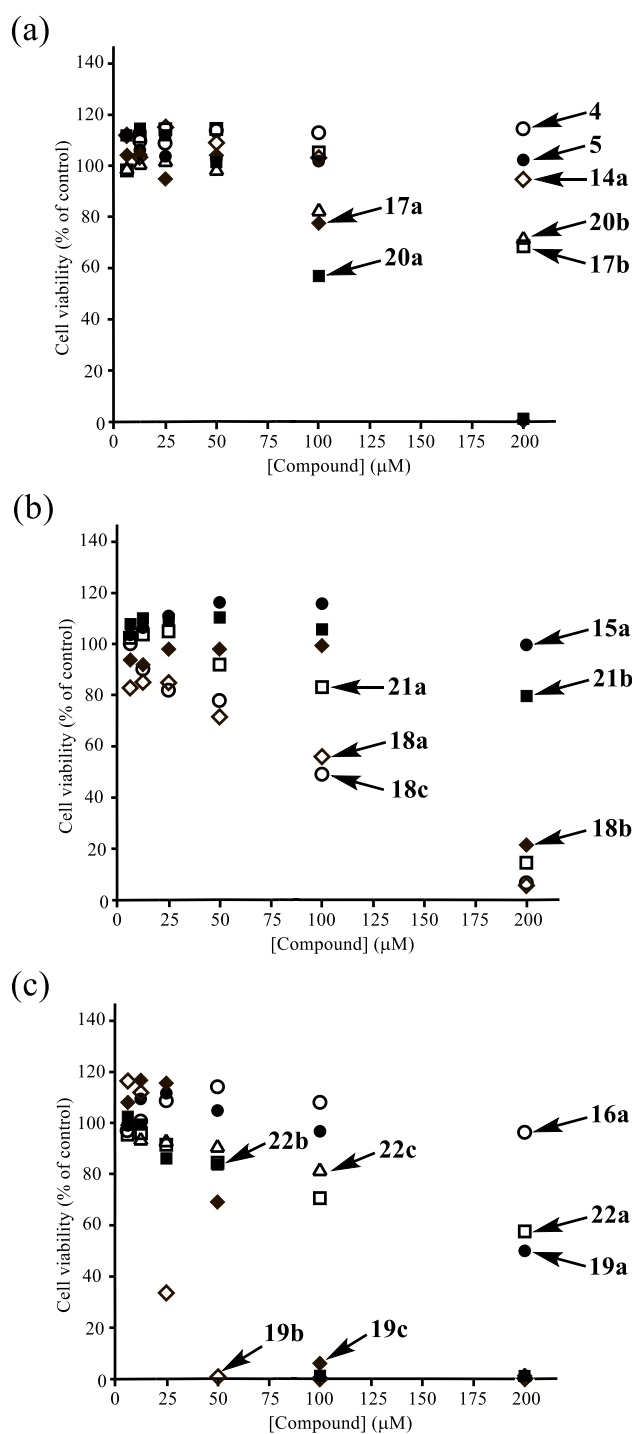 (a)
140
120
100
80
60
40
20
0
Cell viability (% of control)
4
5
14a
17a
20b
20a
17b
0 25 50 75 100 125 150 175 200
[Compound] (μM)
(b)
140
120
100
80
60
40
20
0
Cell viability (% of control)
15a
21b
21a
18a
18c
18b
0 25 50 75 100 125 150 175 200
[Compound] (μM)
(c)
140
120
100
80
60
40
20
0
Cell viability (% of control)
16a
22b
22c
22a
19a
19b
19c
0 25 50 75 100 125 150 175 200
[Compound] (μM)